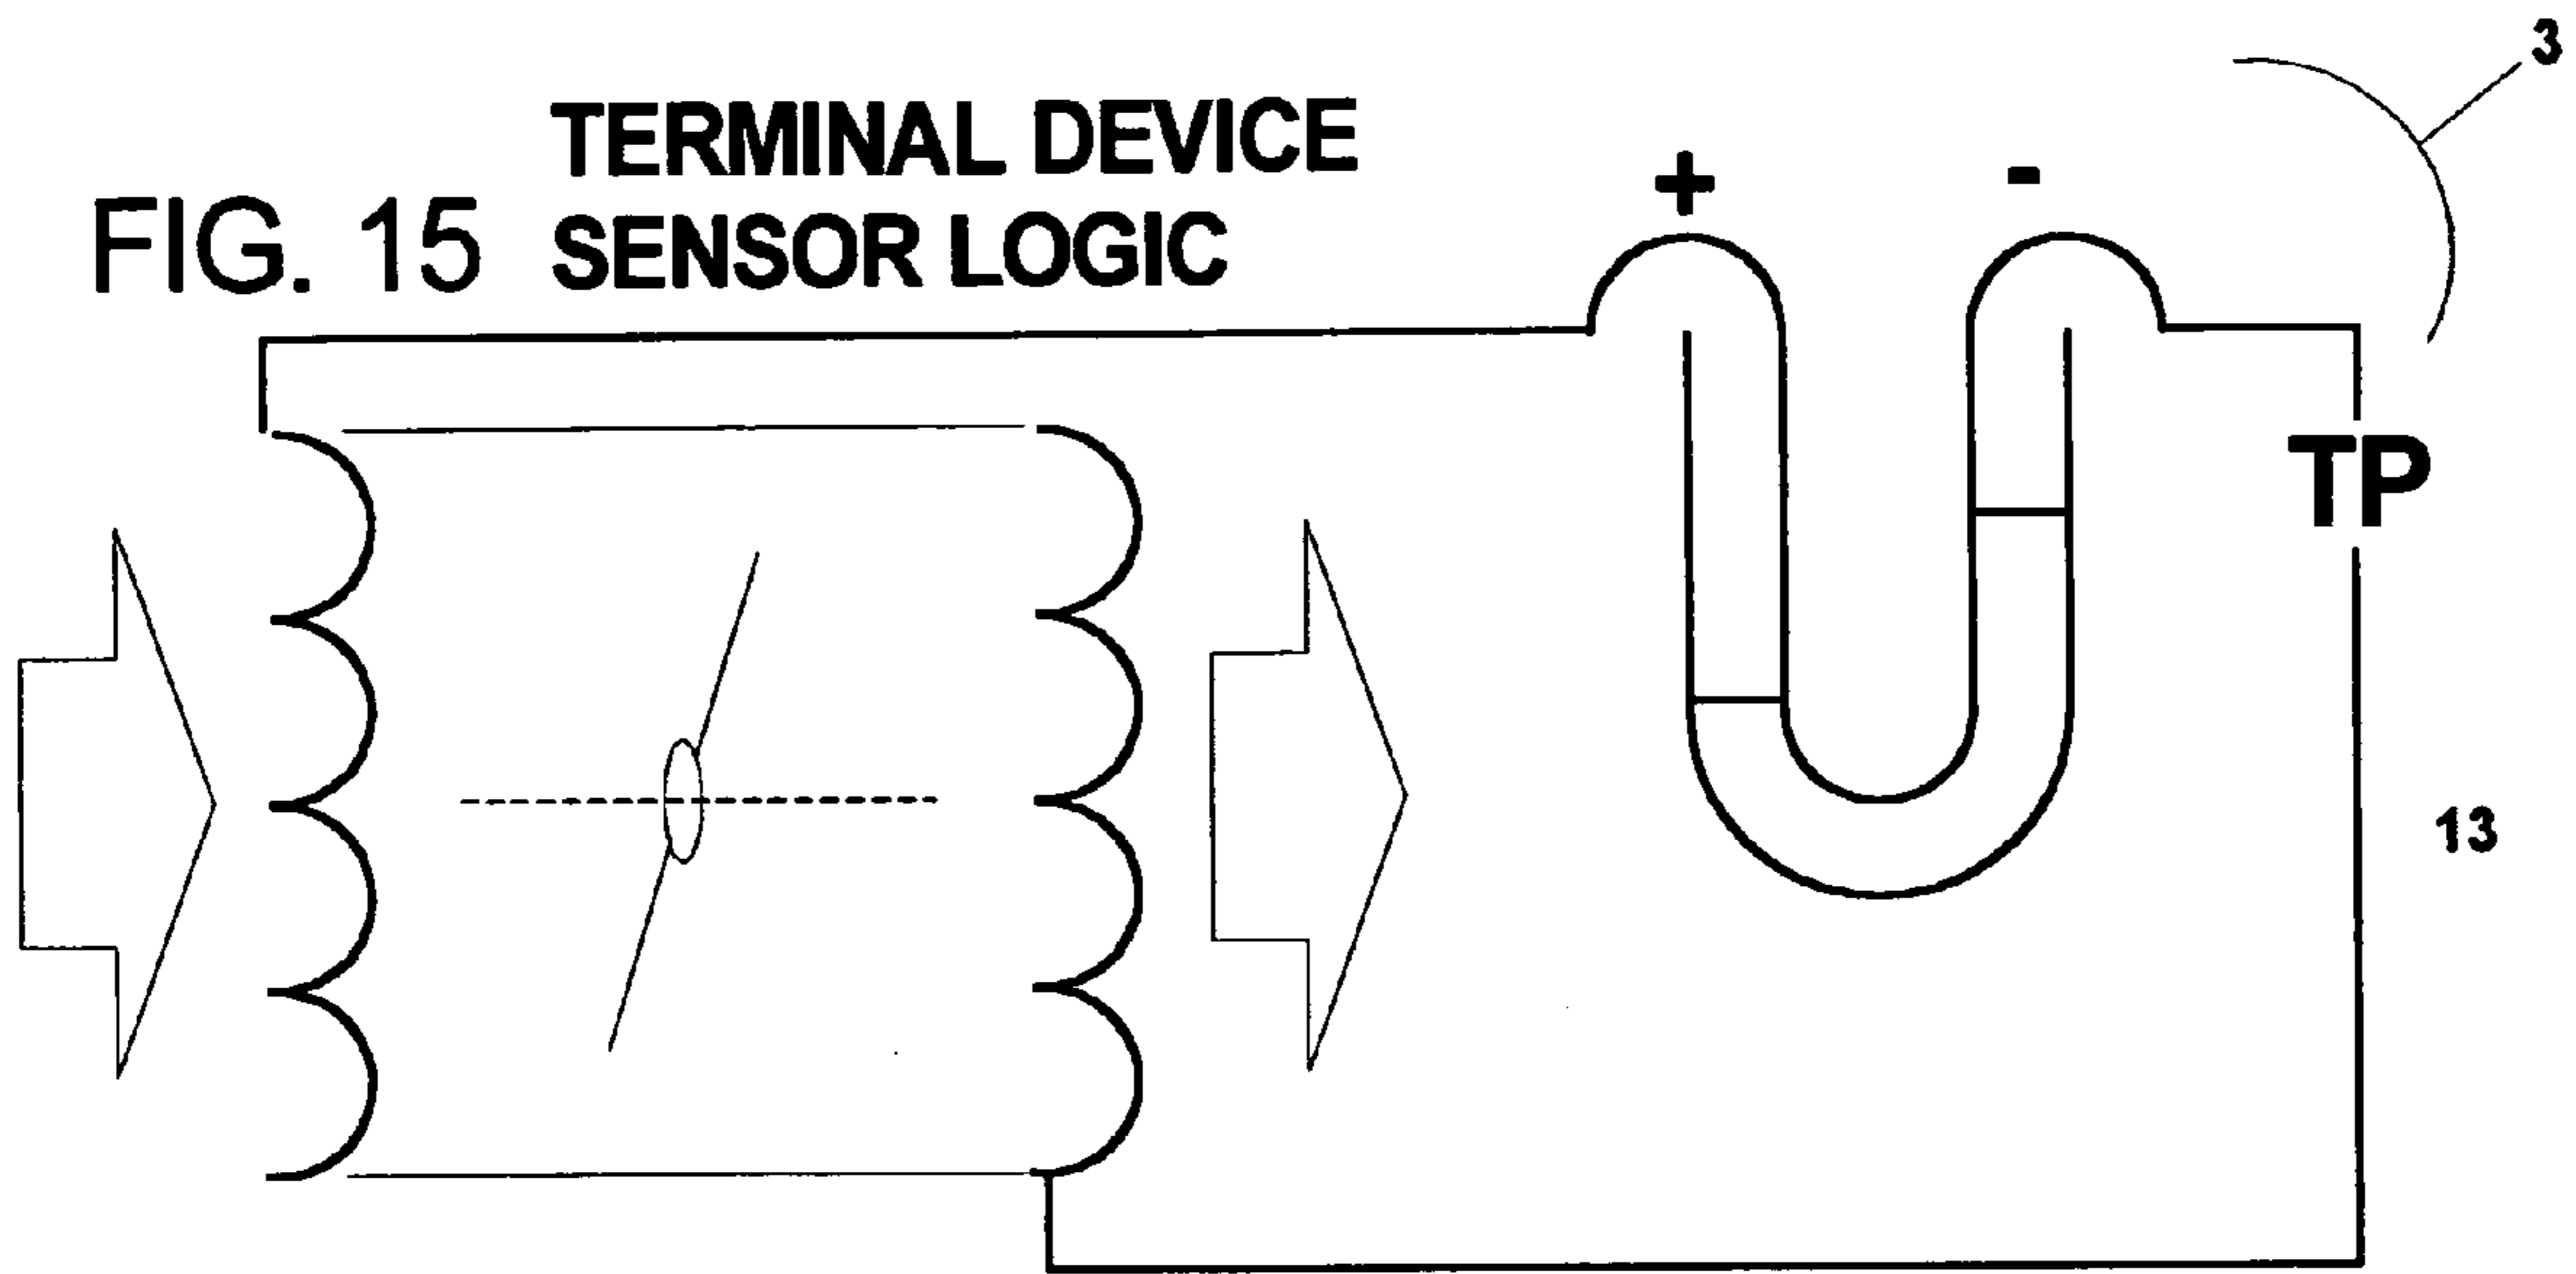 3
TERMINAL DEVICE
FIG. 15 SENSOR LOGIC
+ -
TP
13